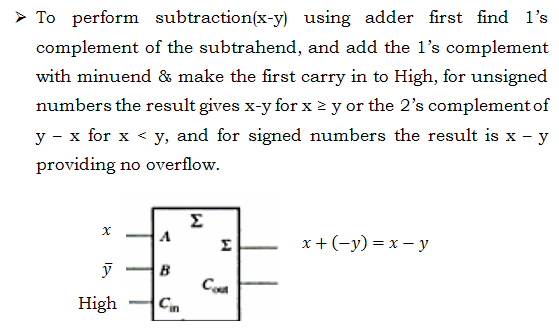 ➢ To perform subtraction(x-y) using adder first find 1's
complement of the subtrahend, and add the 1's complement
with minuend & make the first carry in to High, for unsigned
numbers the result gives x-y for x ≥ y or the 2's complement of
y – x for x < y, and for signed numbers the result is x – y
providing no overflow.
Σ
x A
Σ x + (−y) = x − y
ȳ B
Cout
High Cin